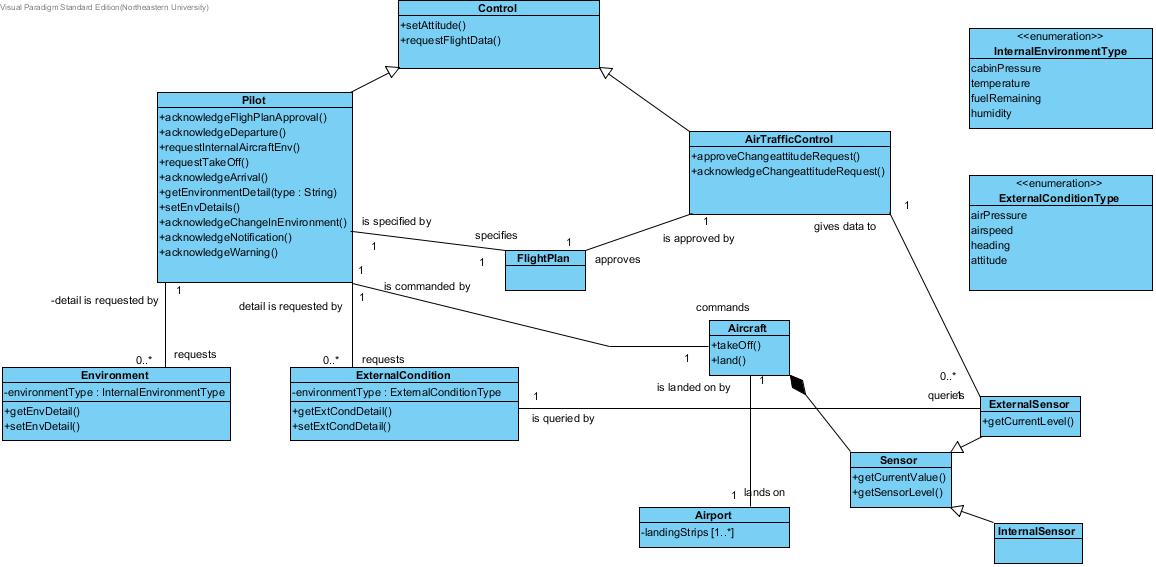 Visual Paradigm Standard Edition(Northeastern University)
Control
+setAttitude()
+requestFlightData()
<<enumeration>>
InternalEnvironmentType
cabinPressure
temperature
fuelRemaining
humidity
Pilot
+acknowledgeFlighPlanApproval()
+acknowledgeDeparture()
+requestInternalAircraftEnv()
+requestTakeOff()
+acknowledgeArrival()
+getEnvironmentDetail(type : String)
+setEnvDetails()
+acknowledgeChangeInEnvironment()
+acknowledgeNotification()
+acknowledgeWarning()
AirTrafficControl
+approveChangeattitudeRequest()
+acknowledgeChangeattitudeRequest()
<<enumeration>>
ExternalConditionType
airPressure
airspeed
heading
attitude
is specified by
1
specifies
1
1
approves
1
is approved by
gives data to
1
FlightPlan
1
is commanded by
1
-detail is requested by
1
detail is requested by
0..*
requests
0..*
requests
commands
1
Aircraft
+takeOff()
+land()
is landed on by
1
0..*
queries
1
Environment
-environmentType : InternalEnvironmentType
+getEnvDetail()
+setEnvDetail()
ExternalCondition
-environmentType : ExternalConditionType
+getExtCondDetail()
+setExtCondDetail()
1
is queried by
ExternalSensor
+getCurrentLevel()
Sensor
+getCurrentValue()
+getSensorLevel()
1
lands on
Airport
-landingStrips [1..*]
InternalSensor